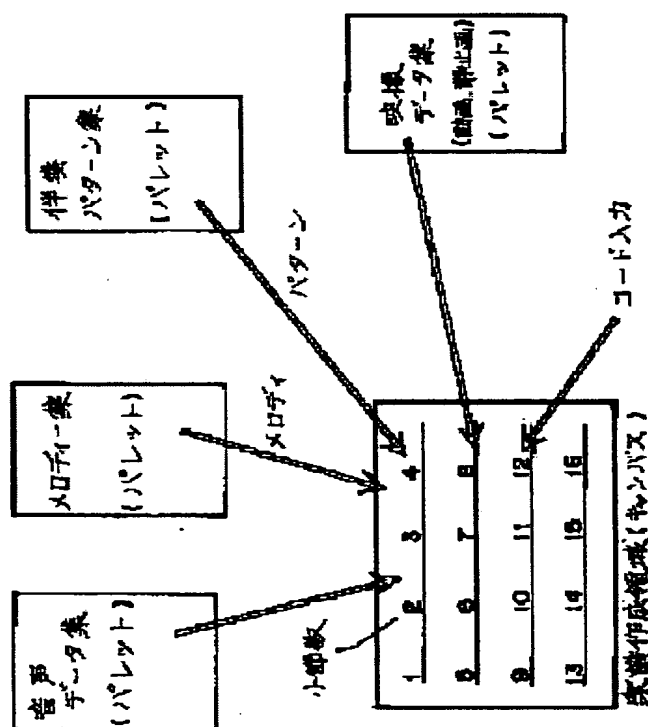 音声
データ集
(パレット)
メロディー集
(パレット)
伴奏
パターン集
(パレット)
映像
データ集
(動画、静止画)
(パレット)
メロディ
パターン
コード入力
小節数
1 2 3 4
5 6 7 8
9 10 11 12
13 14 15 16
楽譜作成領域(キャンバス)